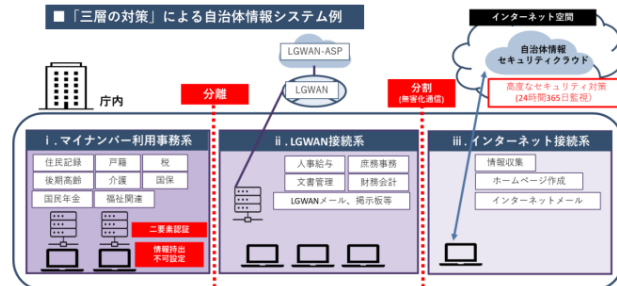 ■「三層の対策」による自治体情報システム例
インターネット空間
自治体情報
セキュリティクラウド
高度なセキュリティ対策
(24時間365日監視)
LGWAN-ASP
LGWAN
庁内
分離
分割
(無害化通信)
ⅰ.マイナンバー利用事務系
住民記録
戸籍
税
後期高齢
介護
国保
国民年金
福祉関連
二要素認証
情報持出
不可設定
ⅱ.LGWAN接続系
人事給与
庶務事務
文書管理
財務会計
LGWANメール、掲示板等
ⅲ.インターネット接続系
情報収集
ホームページ作成
インターネットメール